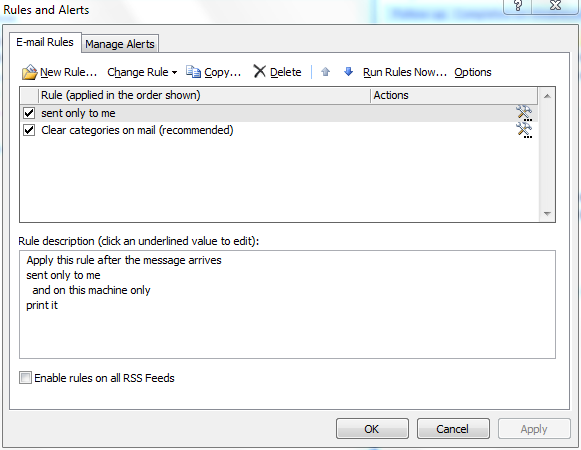 Rules and Alerts
E-mail Rules Manage Alerts
New Rule... Change Rule Copy... Delete Run Rules Now... Options
Rule (applied in the order shown) Actions
sent only to me
Clear categories on mail (recommended)
Rule description (click an underlined value to edit):
Apply this rule after the message arrives
sent only to me
and on this machine only
print it
Enable rules on all RSS Feeds
OK Cancel Apply